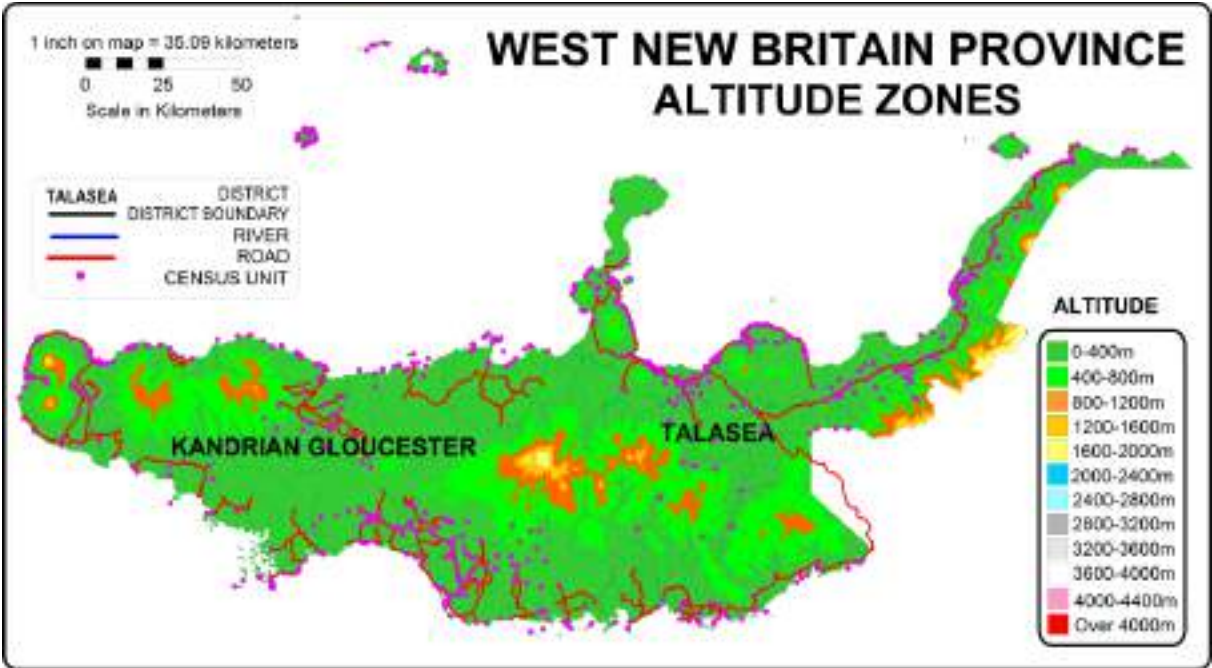 1 inch on map = 35.09 kilometers
0 25 50
Scale in Kilometers
WEST NEW BRITAIN PROVINCE
ALTITUDE ZONES
TALASEA DISTRICT
DISTRICT BOUNDARY
RIVER
ROAD
CENSUS UNIT
KANDRIAN GLOUCESTER
TALASEA
ALTITUDE
0-400m
400-800m
800-1200m
1200-1600m
1600-2000m
2000-2400m
2400-2800m
2800-3200m
3200-3600m
3600-4000m
4000-4400m
Over 4000m